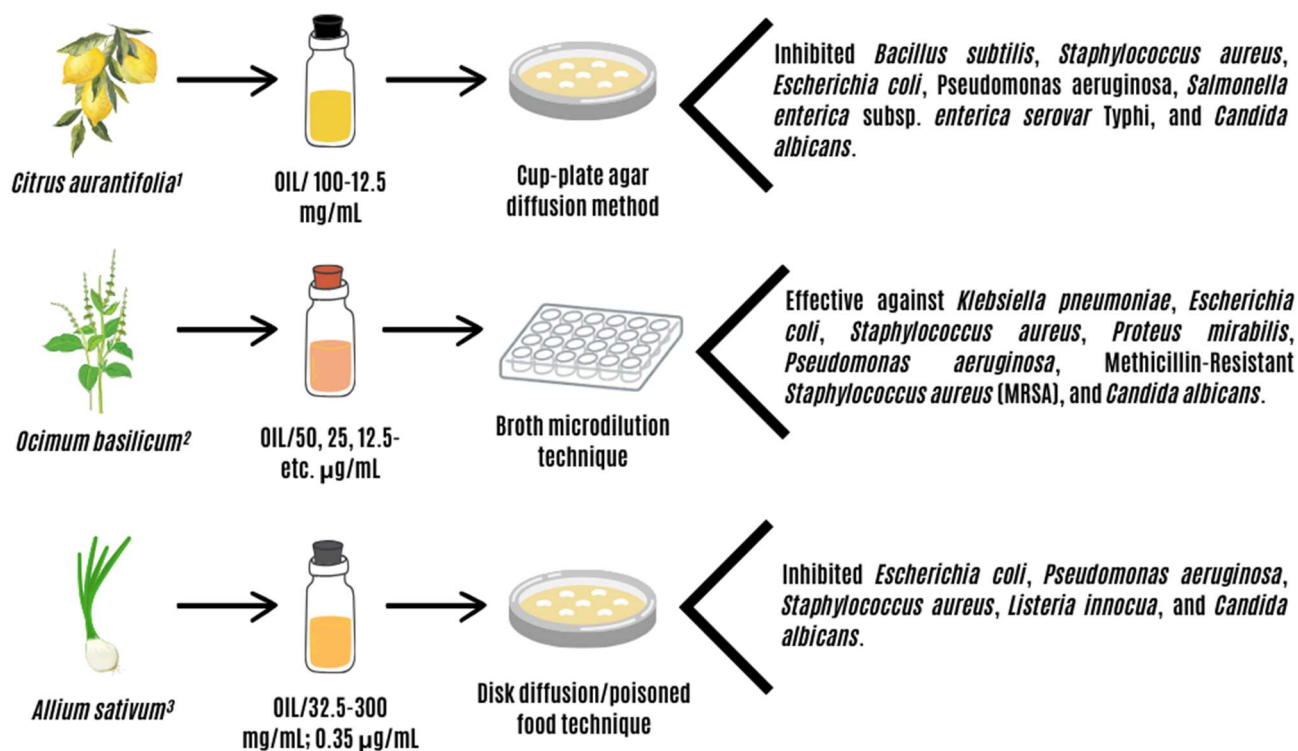 Citrus aurantifolia¹
OIL/ 100-12.5
mg/mL
Cup-plate agar
diffusion method
Inhibited Bacillus subtilis, Staphylococcus aureus,
Escherichia coli, Pseudomonas aeruginosa, Salmonella
enterica subsp. enterica serovar Typhi, and Candida
albicans.
Ocimum basilicum²
OIL/50, 25, 12.5-
etc. µg/mL
Broth microdilution
technique
Effective against Klebsiella pneumoniae, Escherichia
coli, Staphylococcus aureus, Proteus mirabilis,
Pseudomonas aeruginosa, Methicillin-Resistant
Staphylococcus aureus (MRSA), and Candida albicans.
Allium sativum³
OIL/32.5-300
mg/mL; 0.35 µg/mL
Disk diffusion/poisoned
food technique
Inhibited Escherichia coli, Pseudomonas aeruginosa,
Staphylococcus aureus, Listeria innocua, and Candida
albicans.